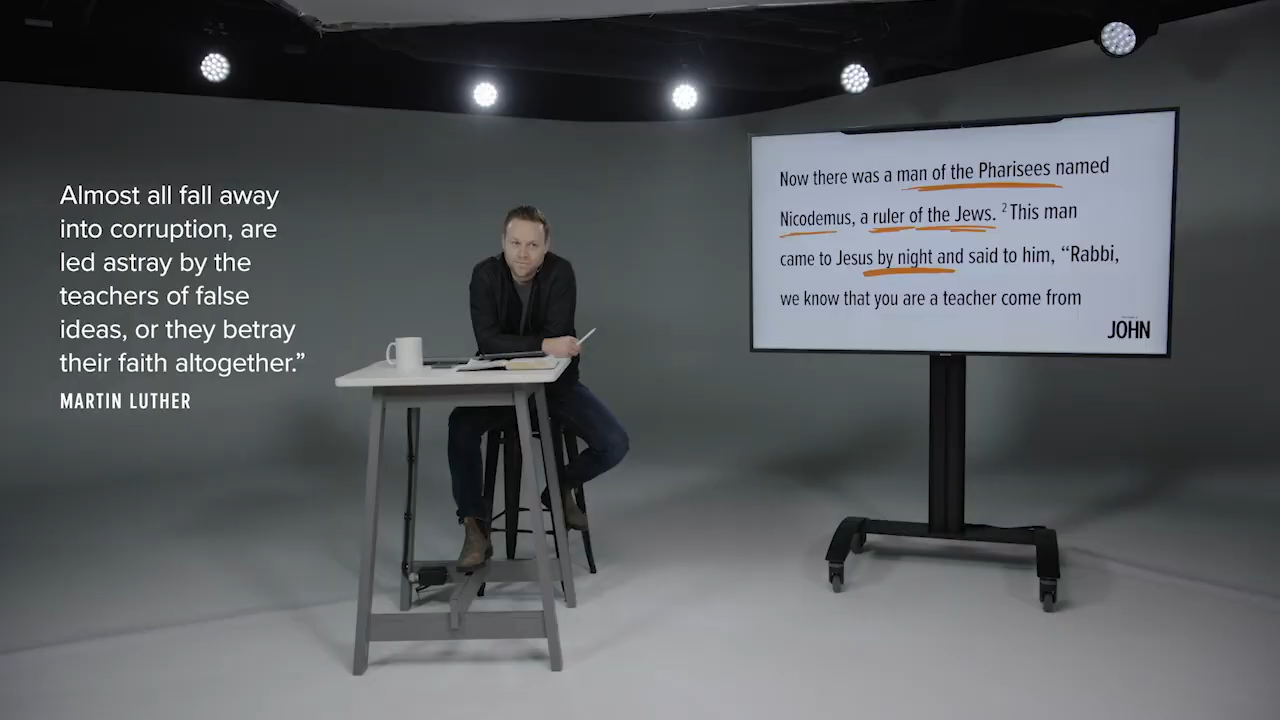 Almost all fall away
into corruption, are
led astray by the
teachers of false
ideas, or they betray
their faith altogether.”
MARTIN LUTHER
Now there was a man of the Pharisees named
Nicodemus, a ruler of the Jews. 2 This man
came to Jesus by night and said to him, “Rabbi,
we know that you are a teacher come from
JOHN